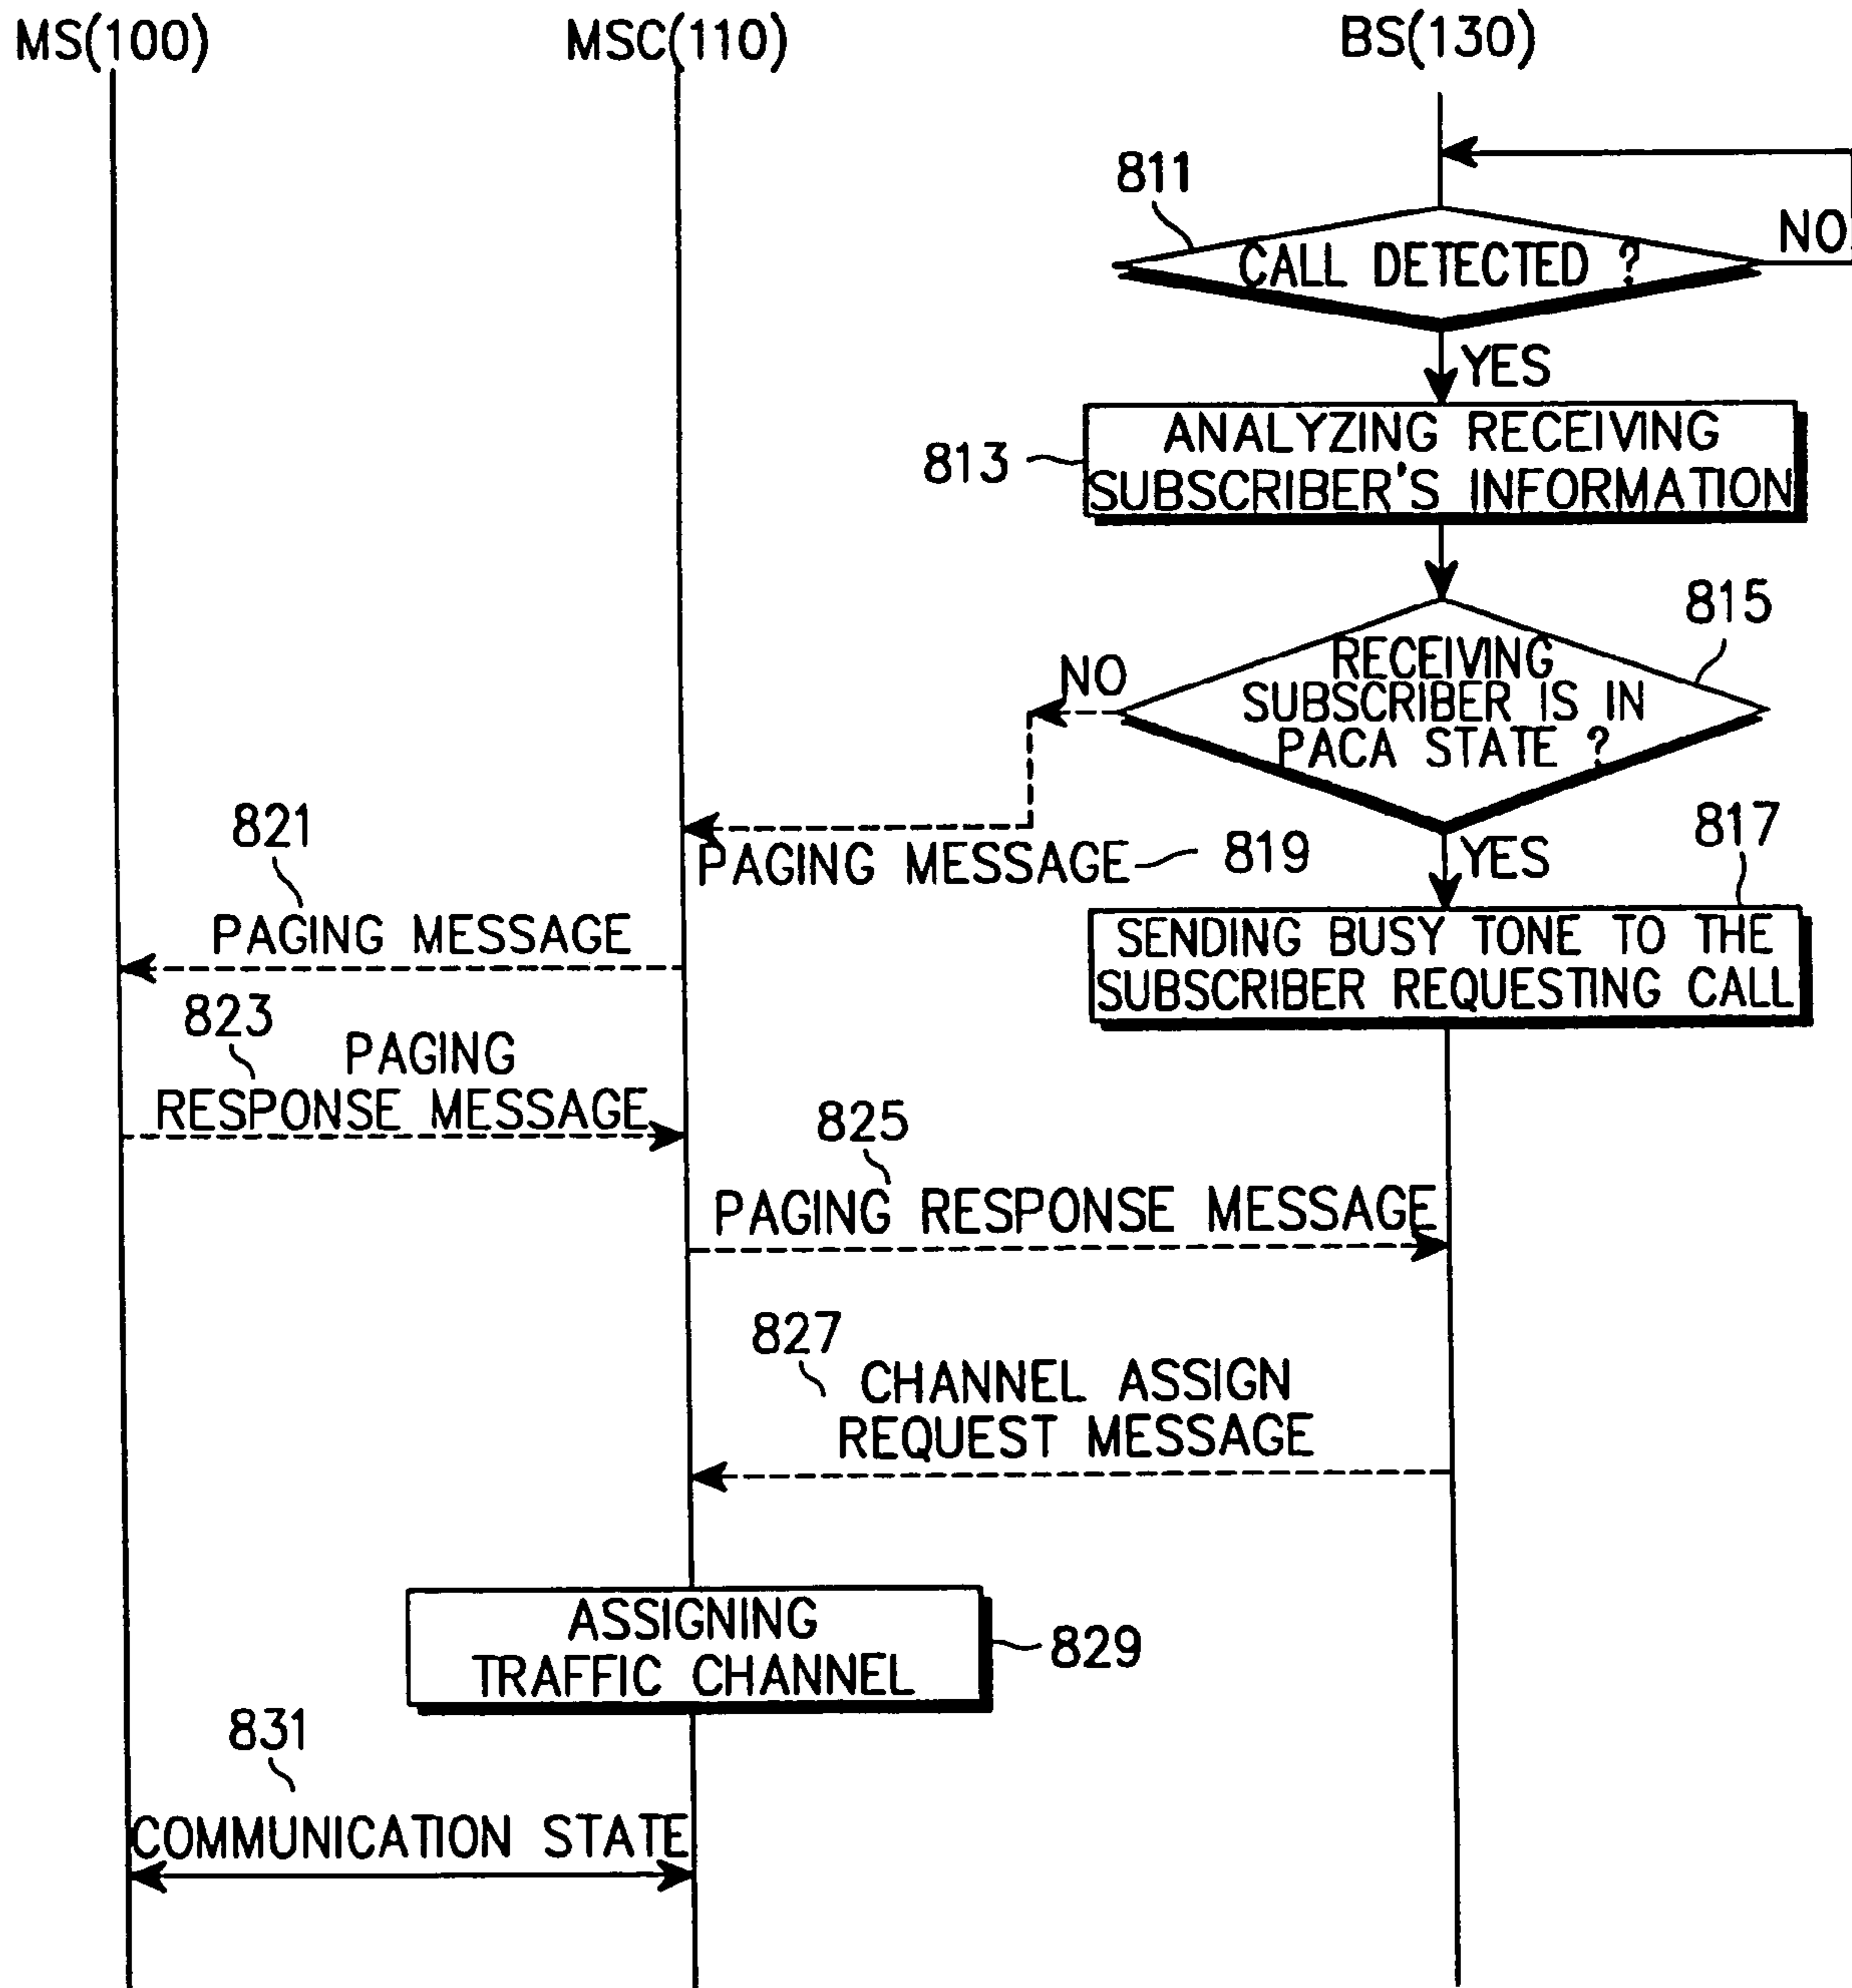 MS(100)
MSC(110)
BS(130)
811
CALL DETECTED ?
NO
YES
813
ANALYZING RECEIVING
SUBSCRIBER'S INFORMATION
815
RECEIVING
SUBSCRIBER IS IN
PACA STATE ?
NO
YES
817
SENDING BUSY TONE TO THE
SUBSCRIBER REQUESTING CALL
PAGING MESSAGE
819
821
PAGING MESSAGE
823
PAGING
RESPONSE MESSAGE
825
PAGING RESPONSE MESSAGE
827
CHANNEL ASSIGN
REQUEST MESSAGE
ASSIGNING
TRAFFIC CHANNEL
829
831
COMMUNICATION STATE